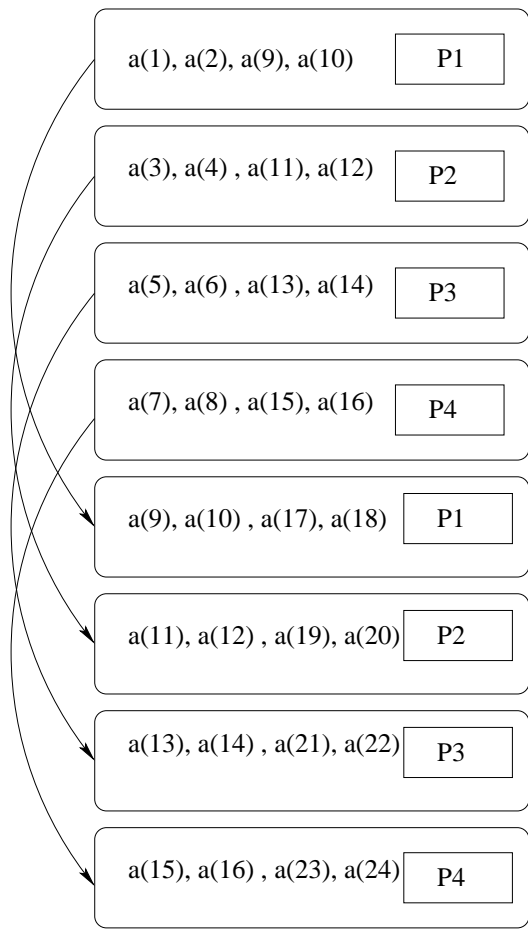 a(1), a(2), a(9), a(10) P1
a(3), a(4) , a(11), a(12) P2
a(5), a(6) , a(13), a(14) P3
a(7), a(8) , a(15), a(16) P4
a(9), a(10) , a(17), a(18) P1
a(11), a(12) , a(19), a(20) P2
a(13), a(14) , a(21), a(22) P3
a(15), a(16) , a(23), a(24) P4